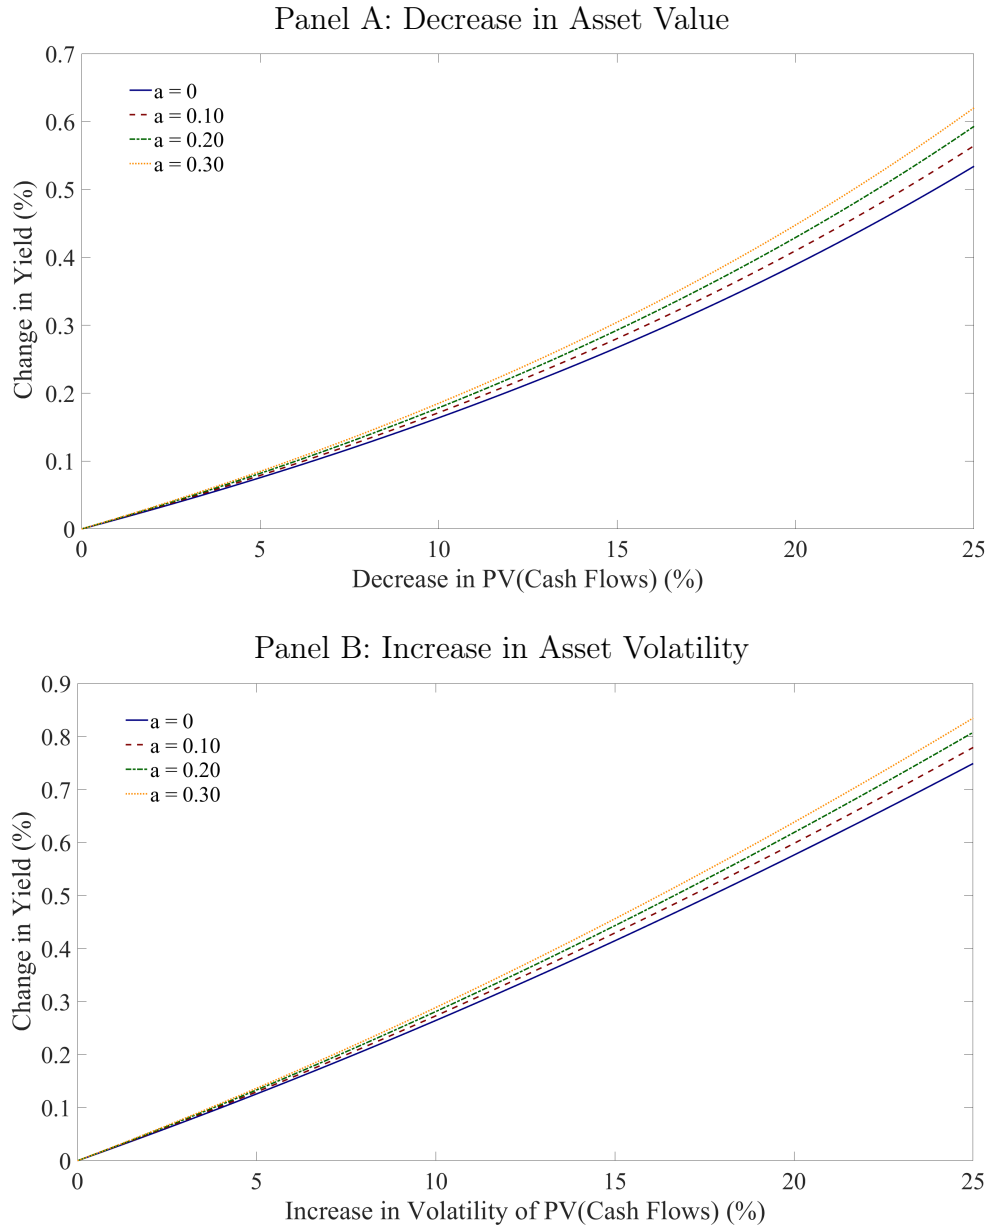 Panel A: Decrease in Asset Value
0.7
a = 0
a = 0.10
a = 0.20
a = 0.30
0.6
0.5
0.4
0.3
0.2
0.1
0
Change in Yield (%)
0 5 10 15 20 25
Decrease in PV(Cash Flows) (%)
Panel B: Increase in Asset Volatility
0.9
a = 0
a = 0.10
a = 0.20
a = 0.30
0.8
0.7
0.6
0.5
0.4
0.3
0.2
0.1
0
Change in Yield (%)
0 5 10 15 20 25
Increase in Volatility of PV(Cash Flows) (%)